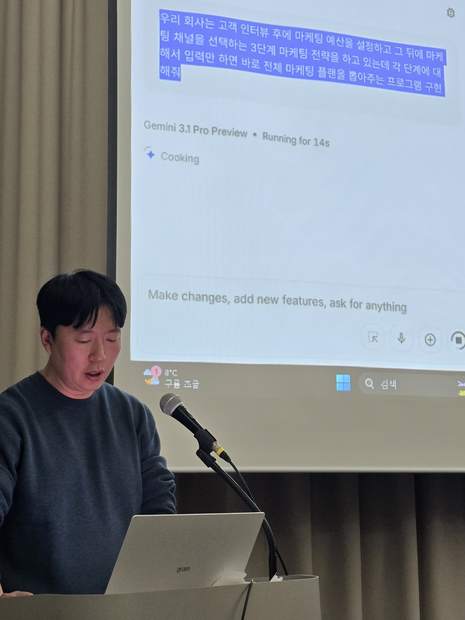 우리 회사는 고객 인터뷰 후에 마케팅 예산을 설정하고 그 뒤에 마케
팅 채널을 선택하는 3단계 마케팅 전략을 하고 있는데 각 단계에 대
해서 입력만 하면 바로 전체 마케팅 플랜을 뽑아주는 프로그램 구현
해줘
Gemini 3.1 Pro Preview • Running for 14s
Cooking
Make changes, add new features, ask for anything
1
8°C
구름 조금
검색
gram